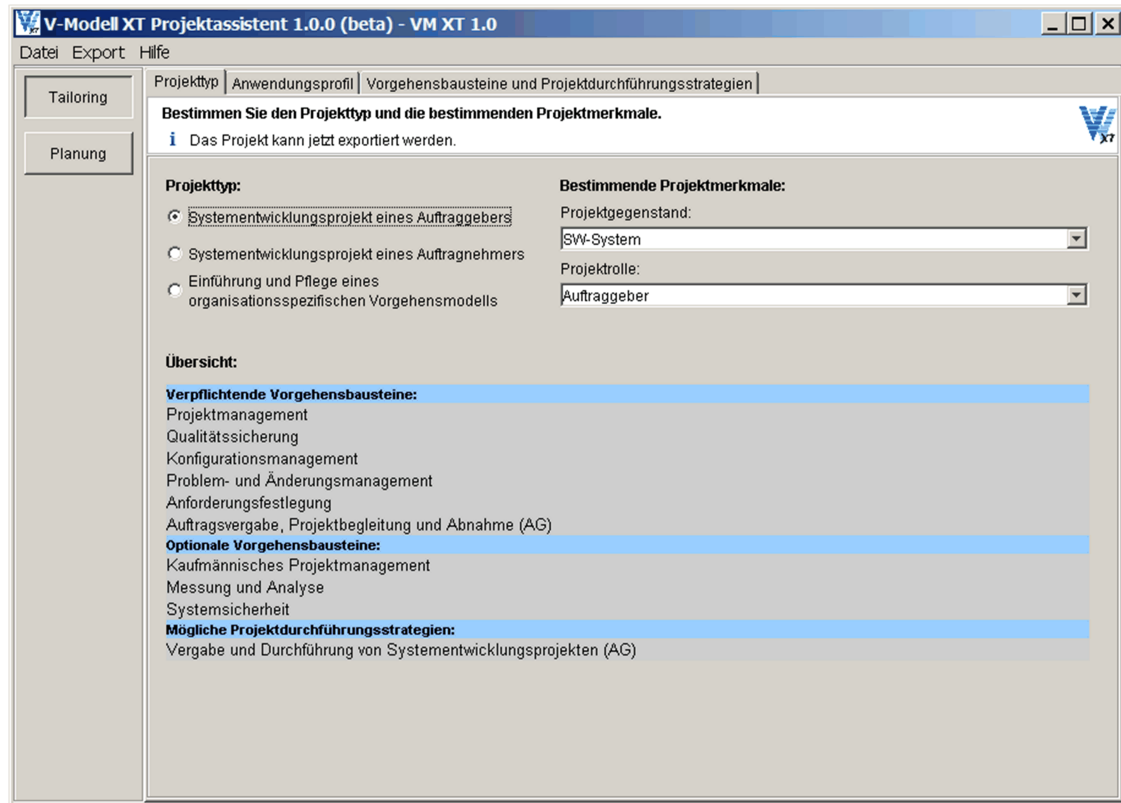 V-Modell XT Projektassistent 1.0.0 (beta) - VM XT 1.0
Datei Export Hilfe
Tailoring
Planung
Projekttyp Anwendungsprofil Vorgehensbausteine und Projektdurchführungsstrategien
Bestimmen Sie den Projekttyp und die bestimmenden Projektmerkmale.
i Das Projekt kann jetzt exportiert werden.
XT
Projekttyp:
Systementwicklungsprojekt eines Auftraggebers
Systementwicklungsprojekt eines Auftragnehmers
Einführung und Pflege eines
organisationsspezifischen Vorgehensmodells
Bestimmende Projektmerkmale:
Projektgegenstand:
SW-System
Projektrolle:
Auftraggeber
Übersicht:
Verpflichtende Vorgehensbausteine:
Projektmanagement
Qualitätssicherung
Konfigurationsmanagement
Problem- und Änderungsmanagement
Anforderungsfestlegung
Auftragsvergabe, Projektbegleitung und Abnahme (AG)
Optionale Vorgehensbausteine:
Kaufmännisches Projektmanagement
Messung und Analyse
Systemsicherheit
Mögliche Projektdurchführungsstrategien:
Vergabe und Durchführung von Systementwicklungsprojekten (AG)